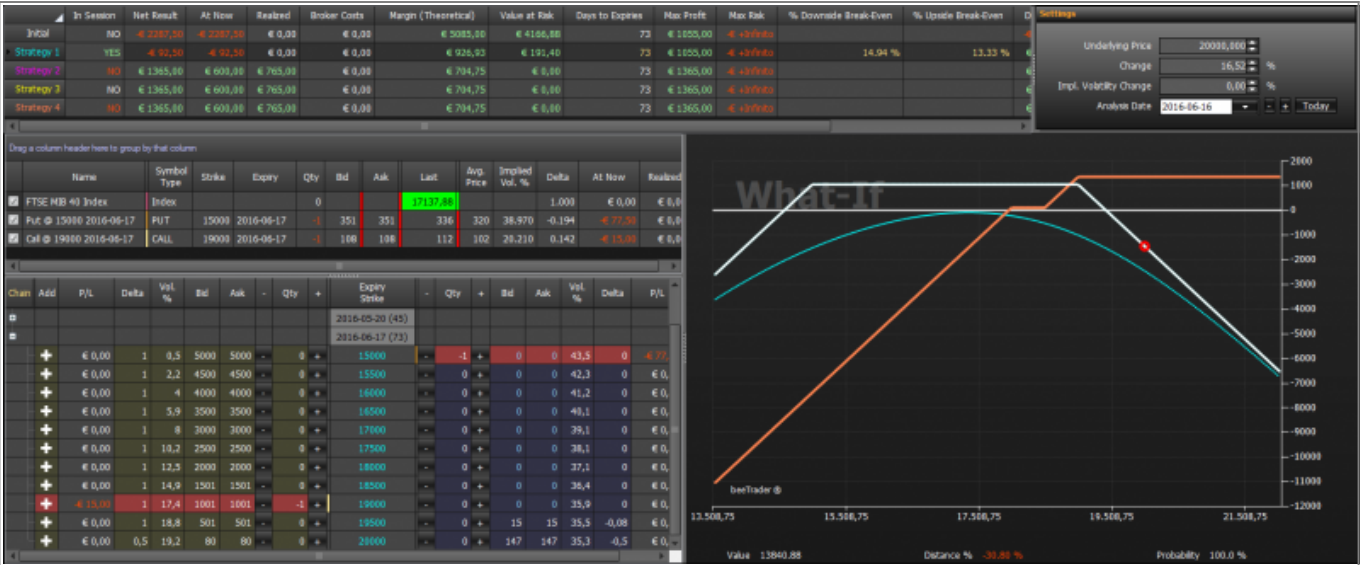 In Session Net Result At Now Realzed Broker Costs Margin (Theoretical) Value at Risk Days to Expiries Max Profit Max Risk % Downside Break-Even % Upside Break-Even D
Initial NO -€ 2287,50 -€ 2287,50 € 0,00 € 0,00 € 5085,00 € 4166,88 73 € 1055,00 -€ +Infinito
Strategy 1 YES -€ 92,50 -€ 92,50 € 0,00 € 0,00 € 926,93 € 191,40 73 € 1055,00 -€ +Infinito 14.94 % 13.33 % €
Strategy 2 NO € 1365,00 € 600,00 € 765,00 € 0,00 € 704,75 € 0,00 73 € 1365,00 -€ +Infinito €
Strategy 3 NO € 1365,00 € 600,00 € 765,00 € 0,00 € 704,75 € 0,00 73 € 1365,00 -€ +Infinito €
Strategy 4 NO € 1365,00 € 600,00 € 765,00 € 0,00 € 704,75 € 0,00 73 € 1365,00 -€ +Infinito €
Settings
Underlying Price 20000,000
Change 16,52 %
Impl. Volatility Change 0,00 %
Analysis Date 2016-06-16 - + Today
Drag a column header here to group by that column
Name Symbol Type Strike Expiry Qty Bid Ask Last Avg. Price Implied Vol. % Delta At Now Realzed
FTSE MIB 40 Index Index 0 17137,88 1.000 € 0,00 € 0,0
Put @ 15000 2016-06-17 PUT 15000 2016-06-17 -1 351 351 336 320 38.970 -0.194 -€ 77,50 € 0,0
Call @ 19000 2016-06-17 CALL 19000 2016-06-17 -1 108 108 112 102 20.210 0.142 -€ 15,00 € 0,0
Chain Add P/L Delta Vol. % Bid Ask - Qty + Expiry Strike - Qty + Bid Ask Vol. % Delta P/L
2016-05-20 (45)
2016-06-17 (73)
€ 0,00 1 0,5 5000 5000 - 0 + 15000 - -1 + 0 0 43,5 0 -€ 77,
€ 0,00 1 2,2 4500 4500 - 0 + 15500 - 0 + 0 0 42,3 0 € 0,
€ 0,00 1 4 4000 4000 - 0 + 16000 - 0 + 0 0 41,2 0 € 0,
€ 0,00 1 5,9 3500 3500 - 0 + 16500 - 0 + 0 0 40,1 0 € 0,
€ 0,00 1 8 3000 3000 - 0 + 17000 - 0 + 0 0 39,1 0 € 0,
€ 0,00 1 10,2 2500 2500 - 0 + 17500 - 0 + 0 0 38,1 0 € 0,
€ 0,00 1 12,5 2000 2000 - 0 + 18000 - 0 + 0 0 37,1 0 € 0,
€ 0,00 1 14,9 1501 1501 - 0 + 18500 - 0 + 0 0 36,4 0 € 0,
-€ 15,00 1 17,4 1001 1001 - -1 + 19000 - 0 + 0 0 35,9 0 € 0,
€ 0,00 1 18,8 501 501 - 0 + 19500 - 0 + 15 15 35,5 -0,08 € 0,
€ 0,00 0,5 19,2 80 80 - 0 + 20000 - 0 + 147 147 35,3 -0,5 € 0,
What-If
2000
1000
0
-1000
-2000
-3000
-4000
-5000
-6000
-7000
-8000
-9000
-10000
-11000
-12000
beeTrader ®
13.508,75 15.508,75 17.508,75 19.508,75 21.508,75
Value 13840.88 Distance % -30.80 % Probability 100.0 %